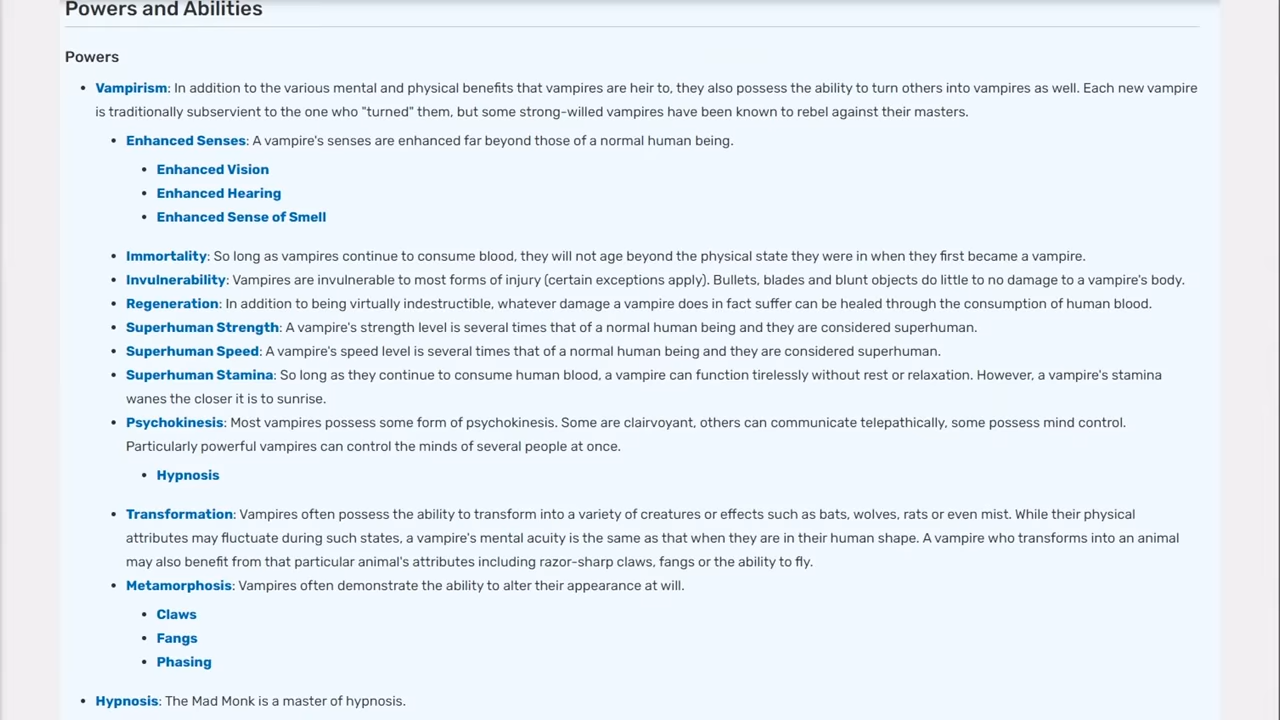 Powers and Abilities
Powers
Vampirism: In addition to the various mental and physical benefits that vampires are heir to, they also possess the ability to turn others into vampires as well. Each new vampire
is traditionally subservient to the one who "turned" them, but some strong-willed vampires have been known to rebel against their masters.
Enhanced Senses: A vampire's senses are enhanced far beyond those of a normal human being.
Enhanced Vision
Enhanced Hearing
Enhanced Sense of Smell
Immortality: So long as vampires continue to consume blood, they will not age beyond the physical state they were in when they first became a vampire.
Invulnerability: Vampires are invulnerable to most forms of injury (certain exceptions apply). Bullets, blades and blunt objects do little to no damage to a vampire's body.
Regeneration: In addition to being virtually indestructible, whatever damage a vampire does in fact suffer can be healed through the consumption of human blood.
Superhuman Strength: A vampire's strength level is several times that of a normal human being and they are considered superhuman.
Superhuman Speed: A vampire's speed level is several times that of a normal human being and they are considered superhuman.
Superhuman Stamina: So long as they continue to consume human blood, a vampire can function tirelessly without rest or relaxation. However, a vampire's stamina
wanes the closer it is to sunrise.
Psychokinesis: Most vampires possess some form of psychokinesis. Some are clairvoyant, others can communicate telepathically, some possess mind control.
Particularly powerful vampires can control the minds of several people at once.
Hypnosis
Transformation: Vampires often possess the ability to transform into a variety of creatures or effects such as bats, wolves, rats or even mist. While their physical
attributes may fluctuate during such states, a vampire's mental acuity is the same as that when they are in their human shape. A vampire who transforms into an animal
may also benefit from that particular animal's attributes including razor-sharp claws, fangs or the ability to fly.
Metamorphosis: Vampires often demonstrate the ability to alter their appearance at will.
Claws
Fangs
Phasing
Hypnosis: The Mad Monk is a master of hypnosis.